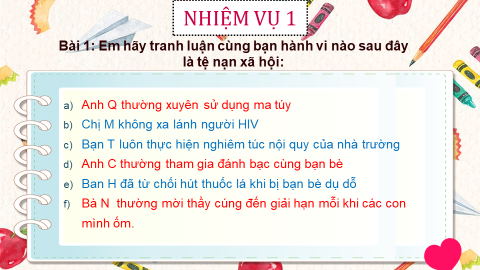 NHIỆM VỤ 1
Bài 1: Em hãy tranh luận cùng bạn hành vi nào sau đây
là tệ nạn xã hội:
a) Anh Q thường xuyên sử dụng ma túy
b) Chị M không xa lánh người HIV
c) Bạn T luôn thực hiện nghiêm túc nội quy của nhà trường
d) Anh C thường tham gia đánh bạc cùng bạn bè
e) Ban H đã từ chối hút thuốc lá khi bị bạn bè dụ dỗ
f) Bà N thường mời thầy cúng đến giải hạn mỗi khi các con
mình ốm.